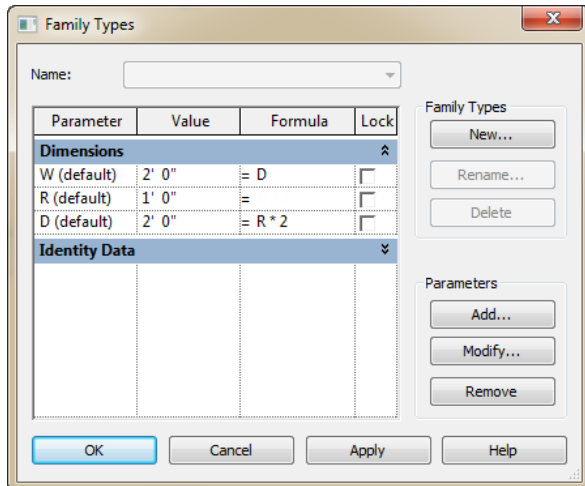 Family Types
Name:
Parameter Value Formula Lock
Dimensions
W (default) 2' 0" = D
R (default) 1' 0" =
D (default) 2' 0" = R * 2
Identity Data
Family Types
New...
Rename...
Delete
Parameters
Add...
Modify...
Remove
OK Cancel Apply Help